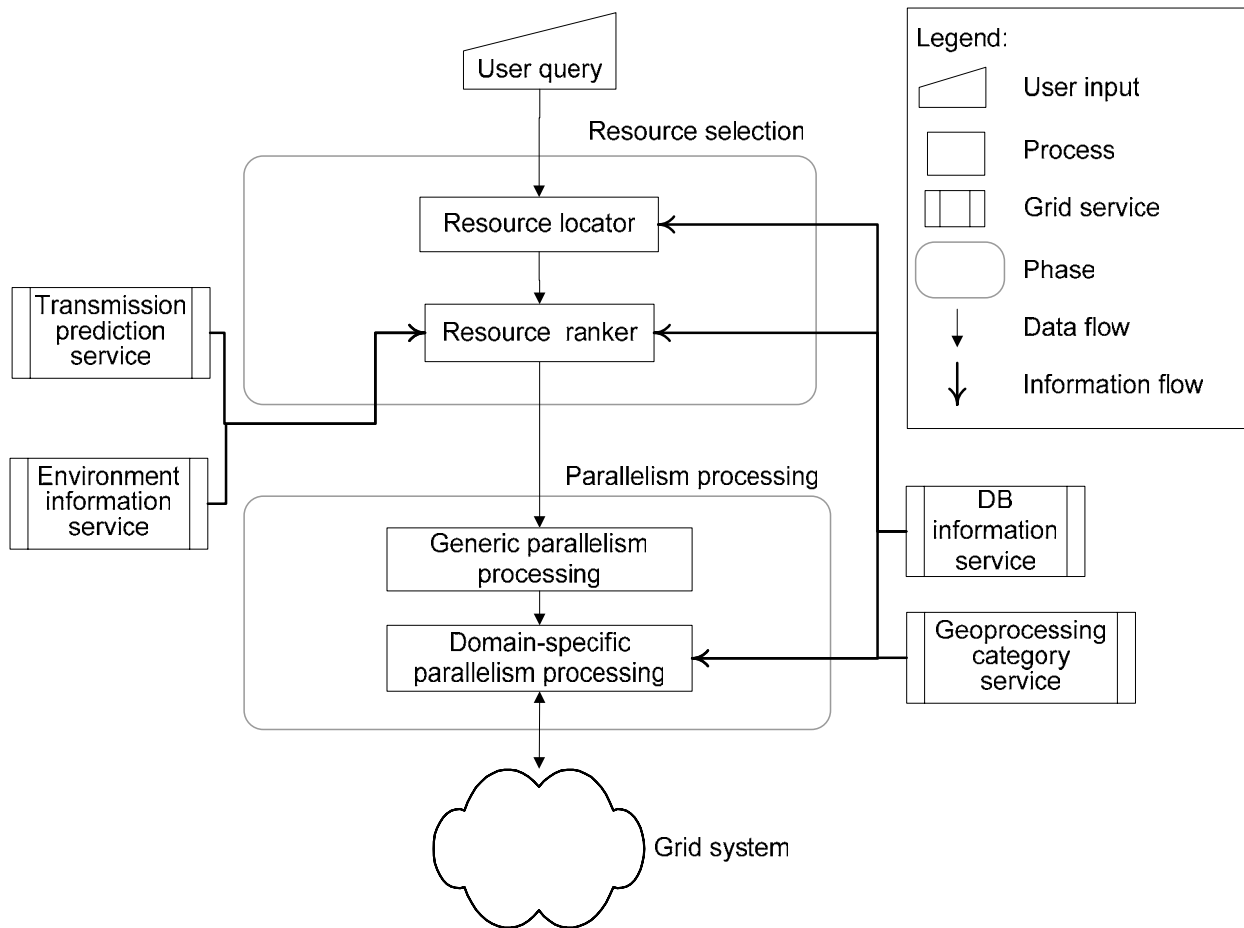 User query
Resource selection
Resource locator
Resource ranker
Transmission
prediction
service
Environment
information
service
Parallelism processing
Generic parallelism
processing
Domain-specific
parallelism processing
DB
information
service
Geoprocessing
category
service
Grid system
Legend:
User input
Process
Grid service
Phase
Data flow
Information flow